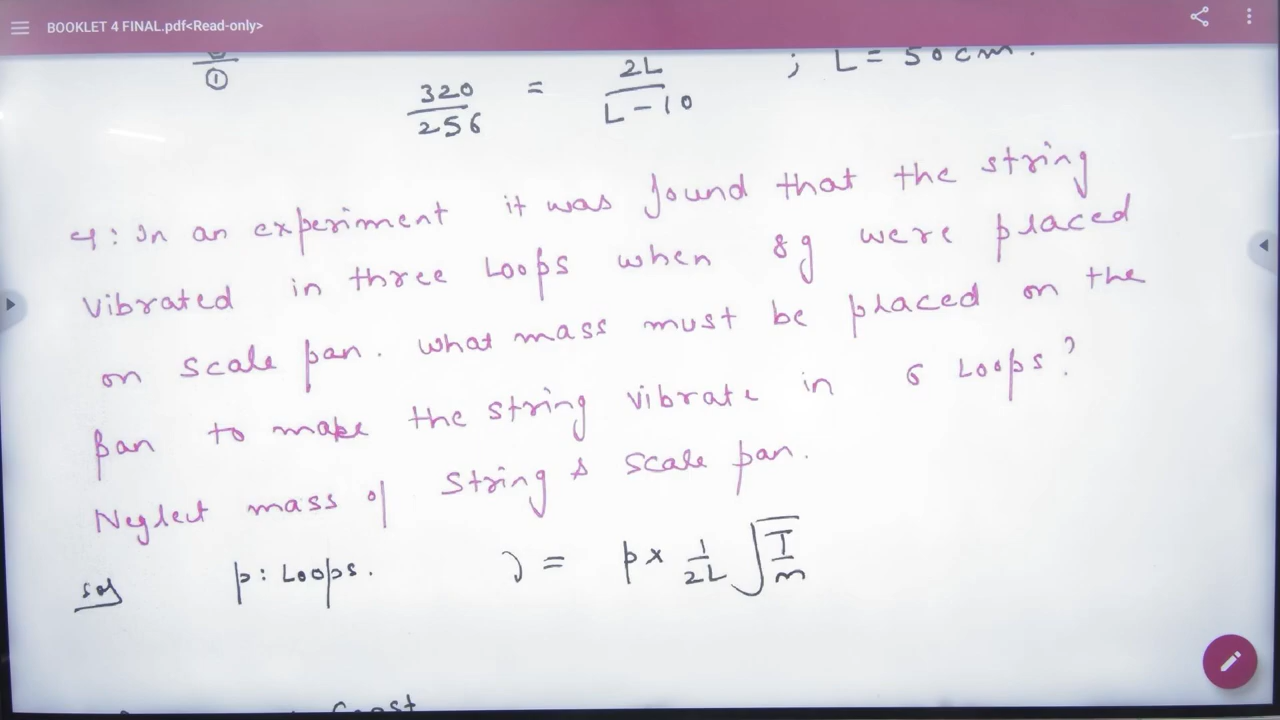 BOOKLET 4 FINAL.pdf<Read-only>
①
320/256 = 2L/L-10 ; L = 50 cm.
4: In an experiment it was found that the string
vibrated in three Loops when 8g were placed
on scale pan. what mass must be placed on the
pan to make the string vibrate in 6 Loops?
Neglect mass of string & scale pan.
Sol p: Loops. ν = p × 1/2L √T/m
Const